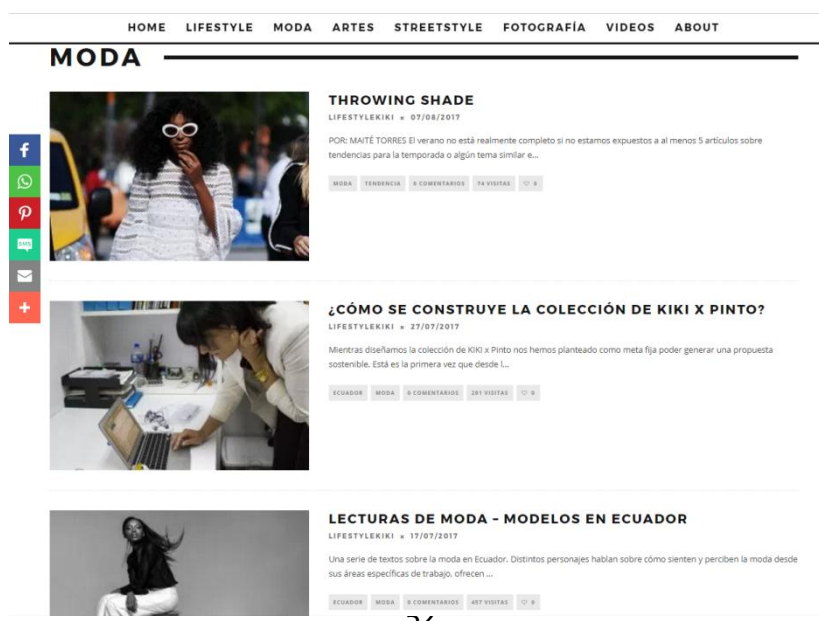 HOME LIFESTYLE MODA ARTES STREETSTYLE FOTOGRAFÍA VIDEOS ABOUT
MODA
THROWING SHADE
LIFESTYLEKIKI × 07/08/2017
POR: MAITÉ TORRES El verano no está realmente completo si no estamos expuestos a al menos 5 artículos sobre
tendencias para la temporada o algún tema similar e...
MODA TENDENCIA 0 COMENTARIOS 74 VISITAS ♡ 0
¿CÓMO SE CONSTRUYE LA COLECCIÓN DE KIKI X PINTO?
LIFESTYLEKIKI × 27/07/2017
Mientras diseñamos la colección de KIKI x Pinto nos hemos planteado como meta fija poder generar una propuesta
sostenible. Está es la primera vez que desde l...
ECUADOR MODA 0 COMENTARIOS 201 VISITAS ♡ 0
LECTURAS DE MODA – MODELOS EN ECUADOR
LIFESTYLEKIKI × 17/07/2017
Una serie de textos sobre la moda en Ecuador. Distintos personajes hablan sobre cómo sienten y perciben la moda desde
sus áreas específicas de trabajo, ofrecen ...
ECUADOR MODA 0 COMENTARIOS 457 VISITAS ♡ 0
f
SMS